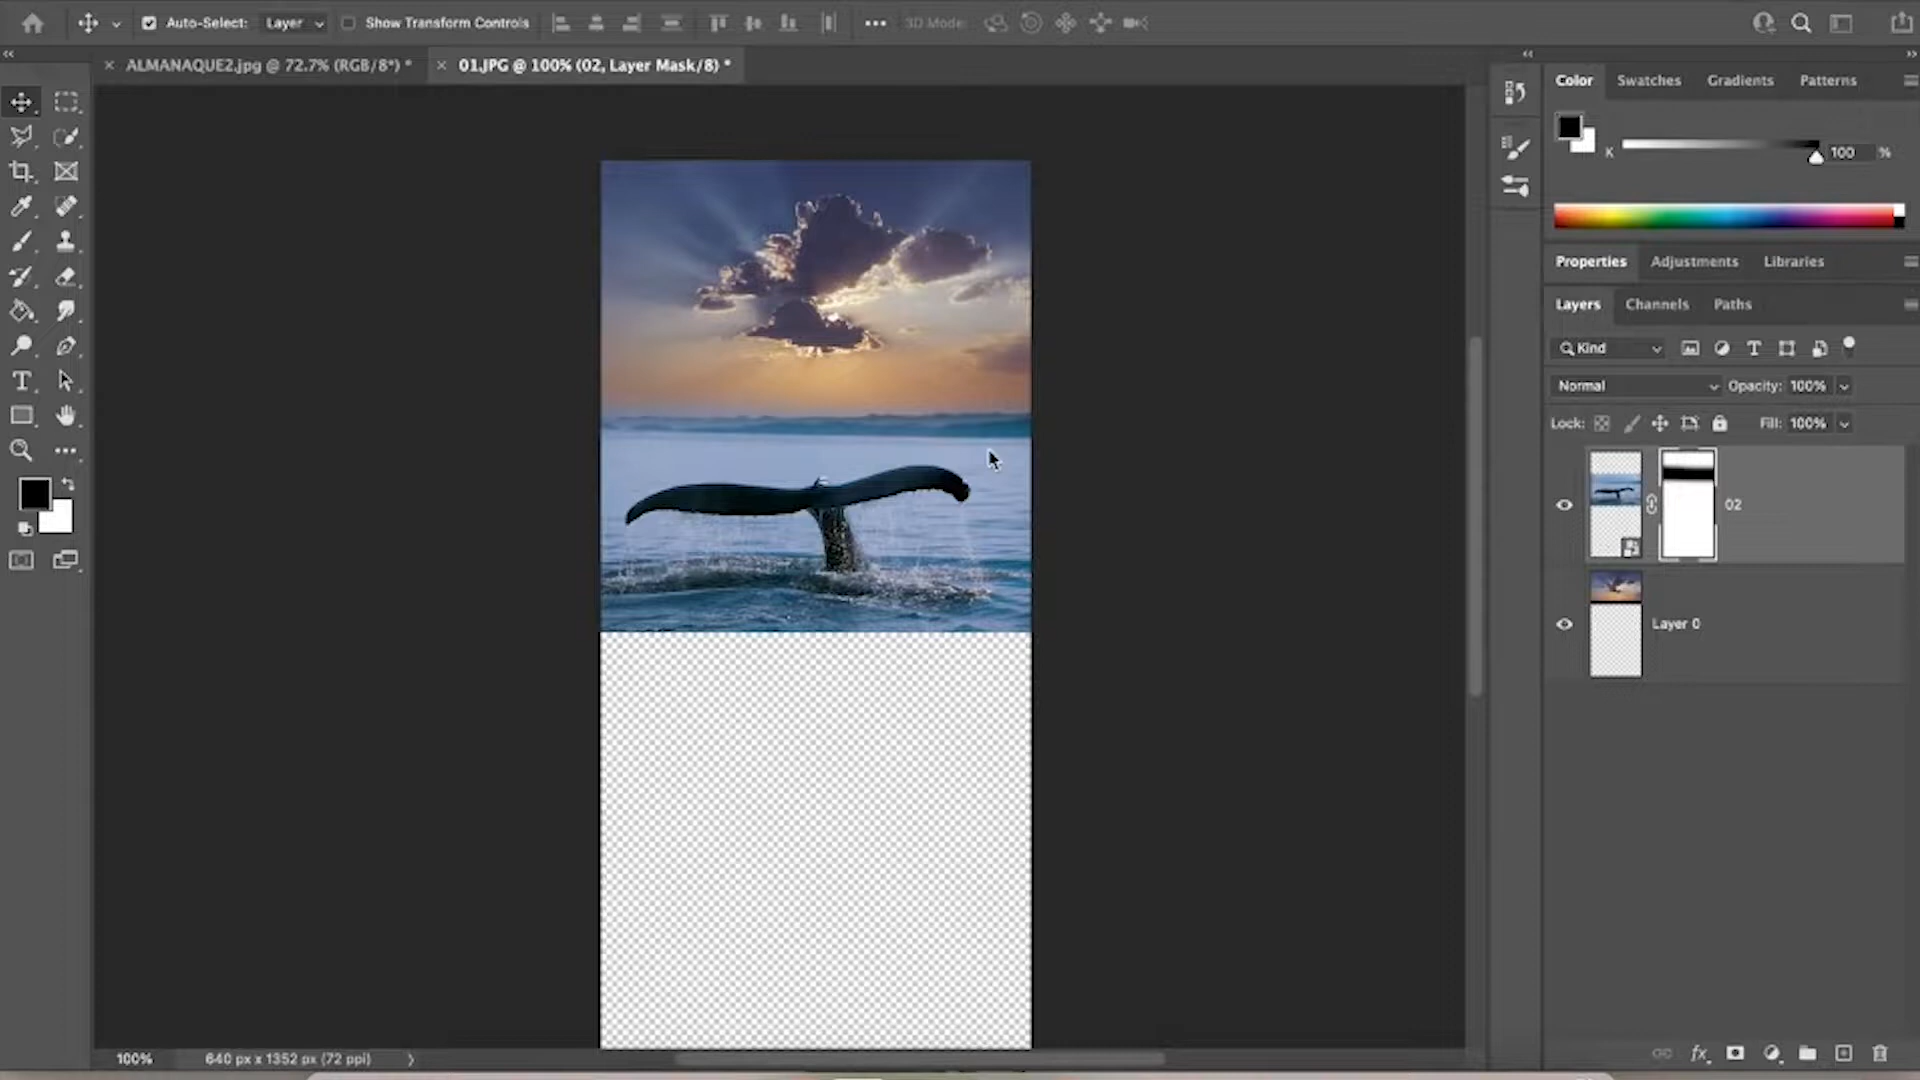 Auto-Select: Layer Show Transform Controls 3D Mode:
ALMANAQUE2.jpg @ 72.7% (RGB/8*) * 01.JPG @ 100% (02, Layer Mask/8) *
Color Swatches Gradients Patterns
K 100 %
Properties Adjustments Libraries
Layers Channels Paths
Kind
Normal Opacity: 100%
Lock: Fill: 100%
02
Layer 0
100% 640 px x 1352 px (72 ppi)
fx